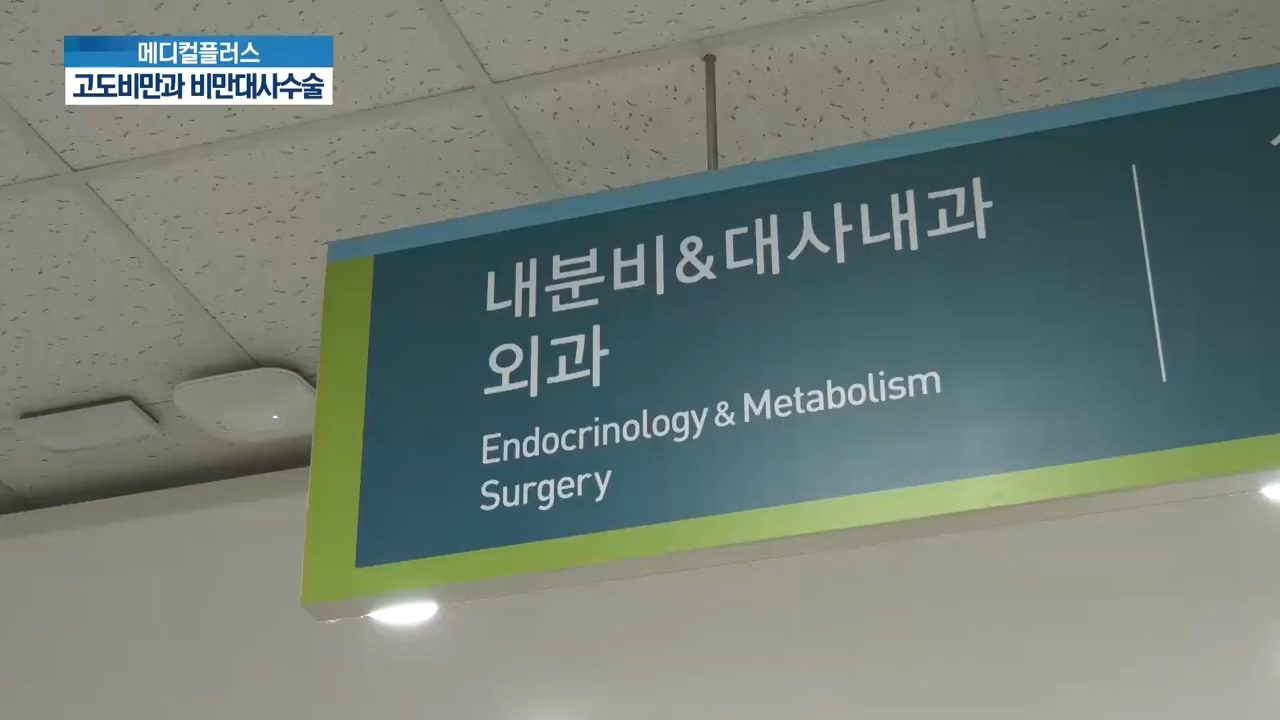 메디컬플러스
고도비만과 비만대사수술
내분비&대사내과
외과
Endocrinology & Metabolism
Surgery